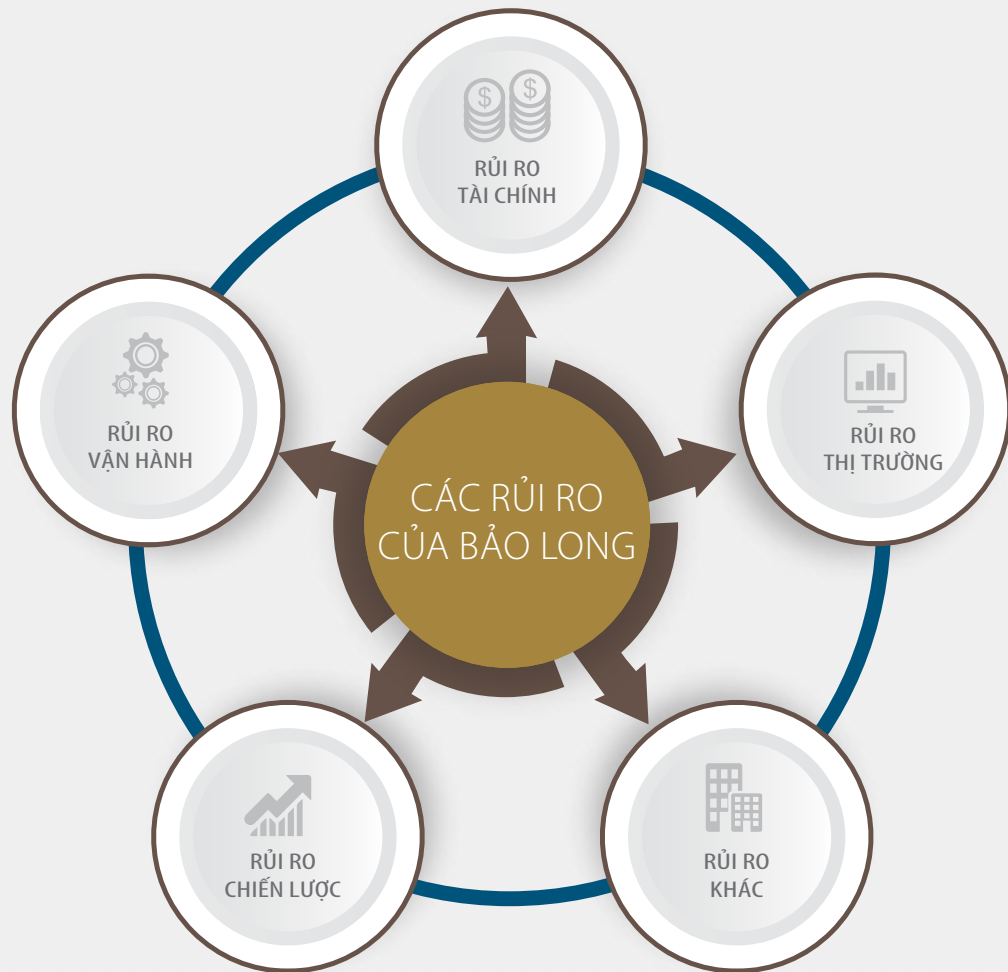 RỦI RO
TÀI CHÍNH
RỦI RO
VẬN HÀNH
RỦI RO
THỊ TRƯỜNG
CÁC RỦI RO
CỦA BẢO LONG
RỦI RO
CHIẾN LƯỢC
RỦI RO
KHÁC